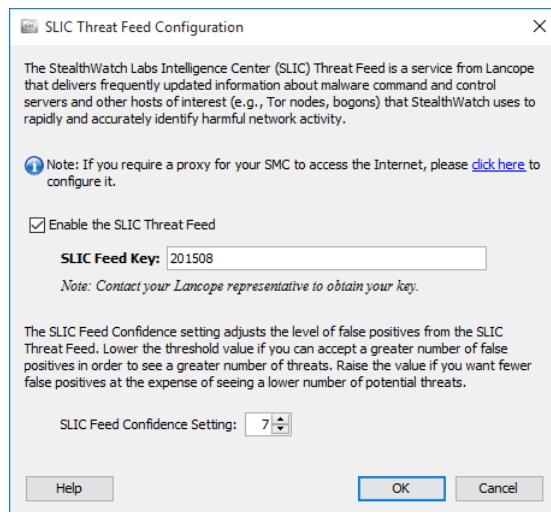 SLIC Threat Feed Configuration
The StealthWatch Labs Intelligence Center (SLIC) Threat Feed is a service from Lancope
that delivers frequently updated information about malware command and control
servers and other hosts of interest (e.g., Tor nodes, bogons) that StealthWatch uses to
rapidly and accurately identify harmful network activity.
Note: If you require a proxy for your SMC to access the Internet, please click here to
configure it.
Enable the SLIC Threat Feed
SLIC Feed Key: 201508
Note: Contact your Lancope representative to obtain your key.
The SLIC Feed Confidence setting adjusts the level of false positives from the SLIC
Threat Feed. Lower the threshold value if you can accept a greater number of false
positives in order to see a greater number of threats. Raise the value if you want fewer
false positives at the expense of seeing a lower number of potential threats.
SLIC Feed Confidence Setting: 7
Help OK Cancel